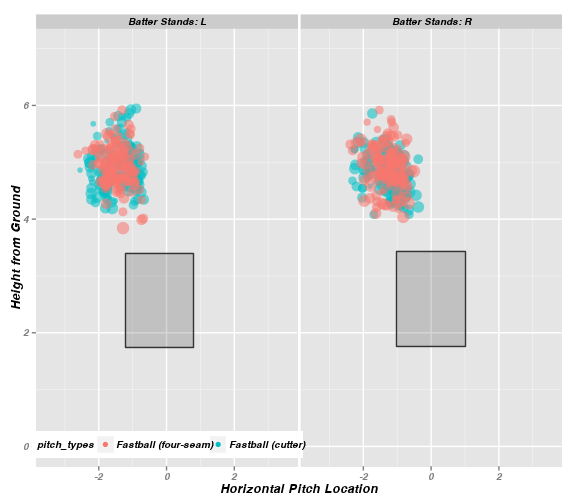 Batter Stands: L
Batter Stands: R
6
4
2
0
Height from Ground
pitch_types Fastball (four-seam) Fastball (cutter)
-2 0 2 -2 0 2
Horizontal Pitch Location